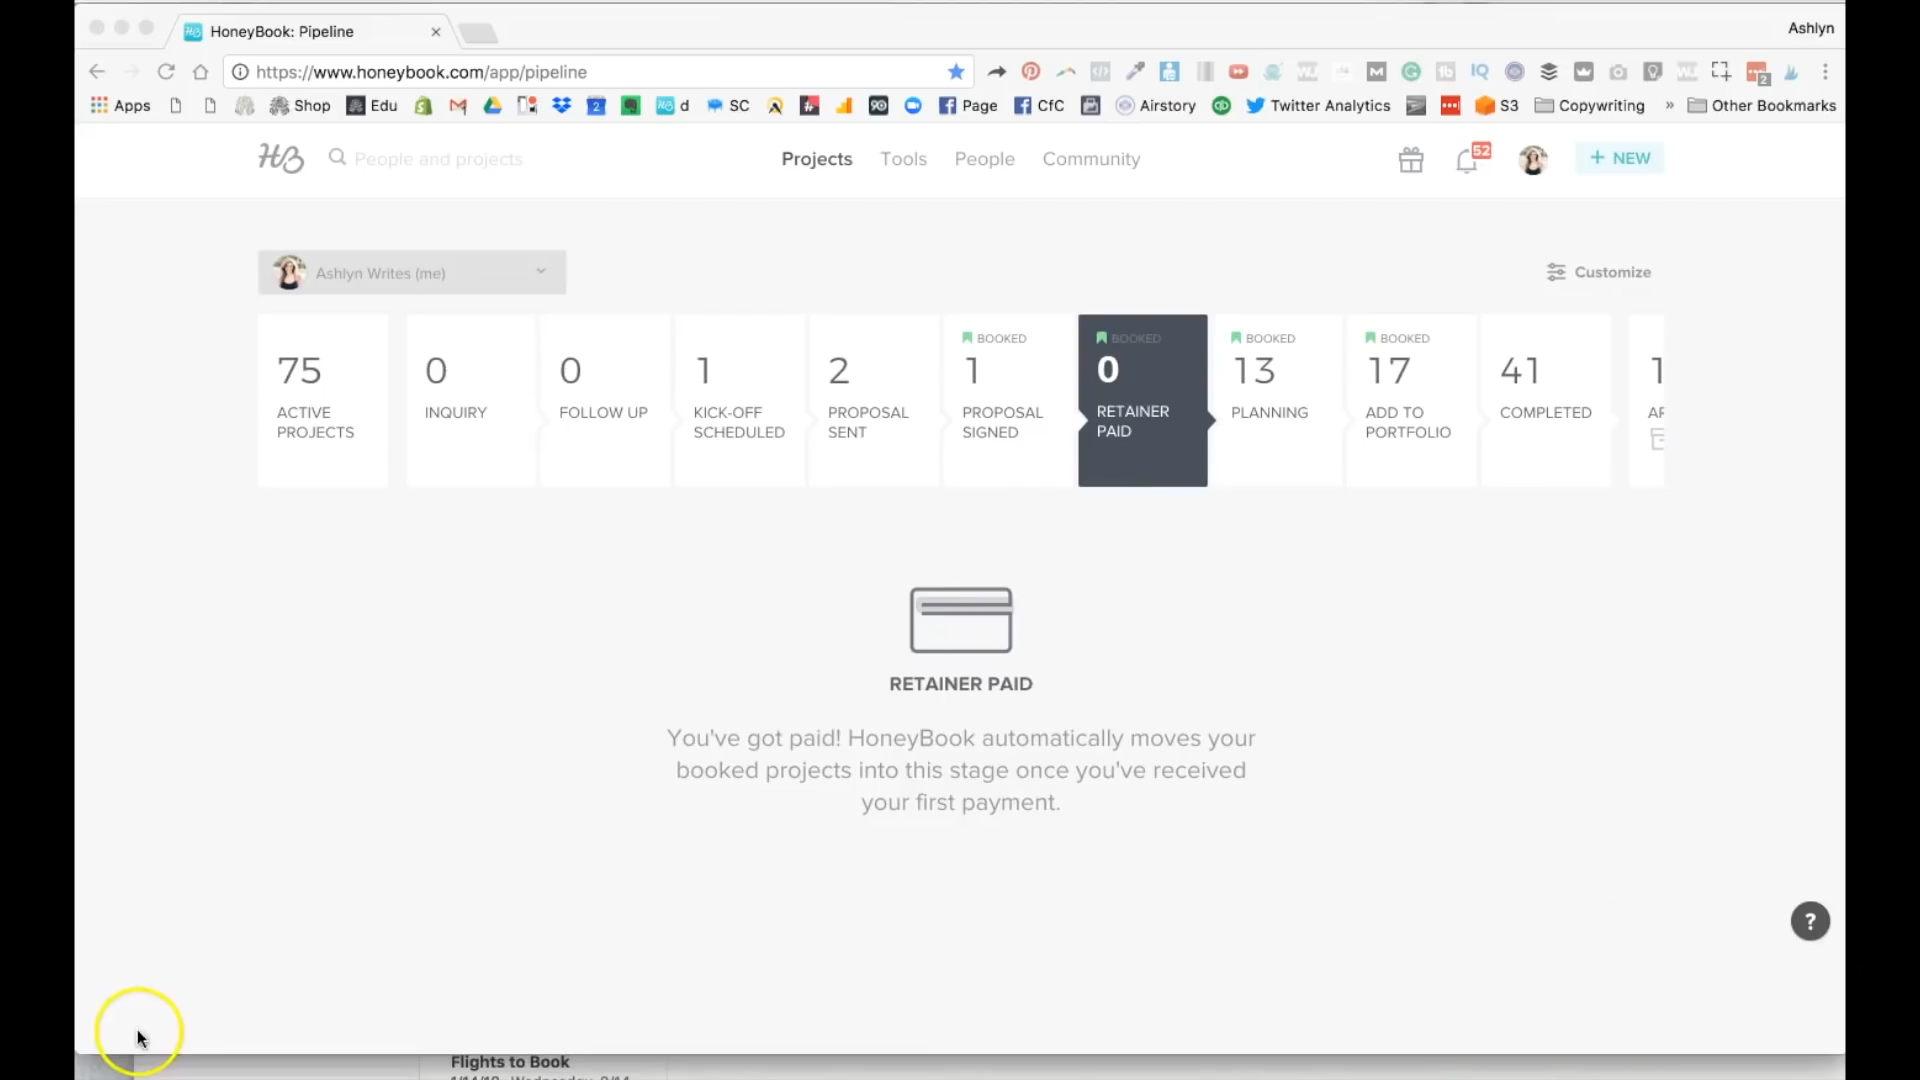 HoneyBook: Pipeline
Ashlyn
https://www.honeybook.com/app/pipeline
Apps Shop Edu d SC Page CfC Airstory Twitter Analytics S3 Copywriting » Other Bookmarks
HB People and projects Projects Tools People Community 52 + NEW
Ashlyn Writes (me) Customize
BOOKED BOOKED BOOKED BOOKED
75 0 0 1 2 1 0 13 17 41 1
ACTIVE PROJECTS
INQUIRY
FOLLOW UP
KICK-OFF SCHEDULED
PROPOSAL SENT
PROPOSAL SIGNED
RETAINER PAID
PLANNING
ADD TO PORTFOLIO
COMPLETED
RETAINER PAID
You've got paid! HoneyBook automatically moves your
booked projects into this stage once you've received
your first payment.
?
Flights to Book